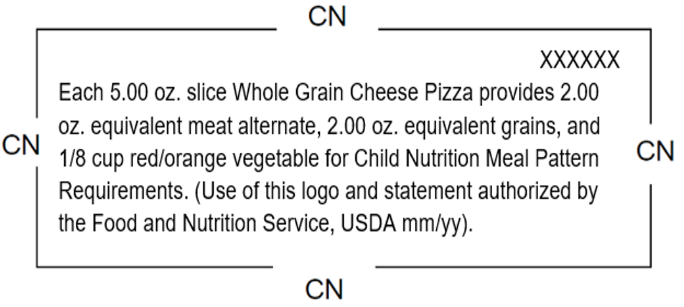 CN
XXXXXX
Each 5.00 oz. slice Whole Grain Cheese Pizza provides 2.00
oz. equivalent meat alternate, 2.00 oz. equivalent grains, and
CN
CN
1/8 cup red/orange vegetable for Child Nutrition Meal Pattern
Requirements. (Use of this logo and statement authorized by
the Food and Nutrition Service, USDA mm/yy).
CN